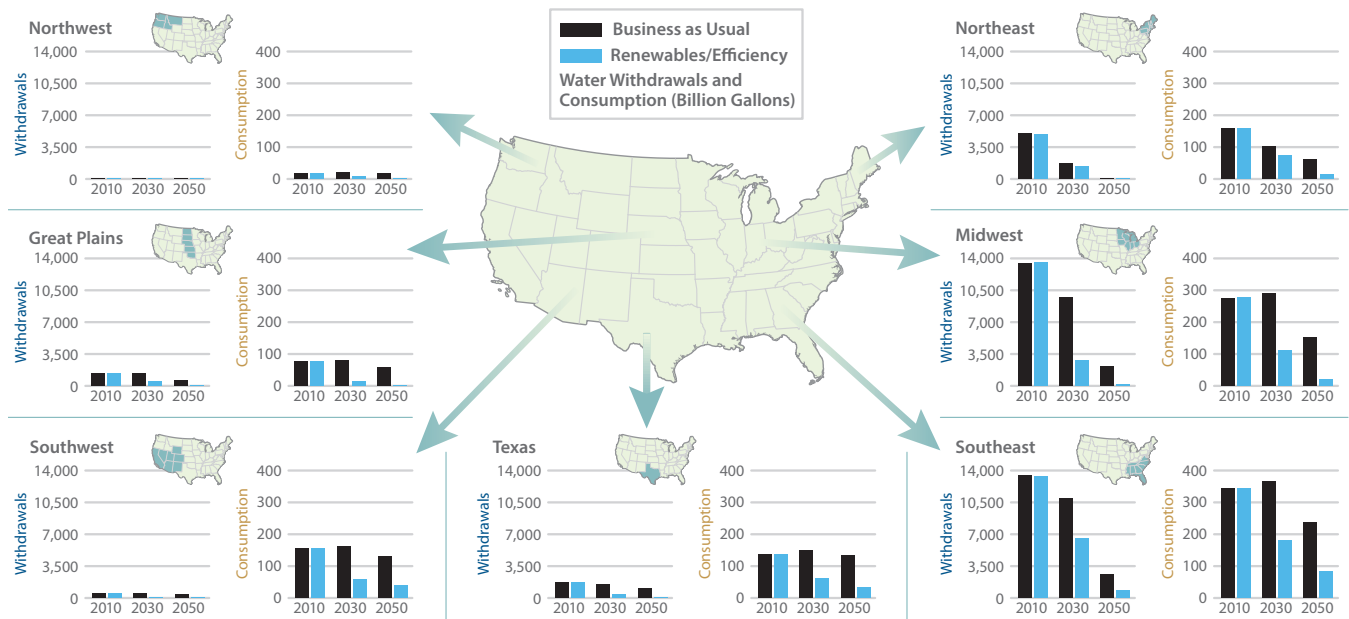 Business as Usual
Renewables/Efficiency
Water Withdrawals and
Consumption (Billion Gallons)
Northwest
Withdrawals
14,000
10,500
7,000
3,500
0
2010 2030 2050
Consumption
400
300
200
100
0
2010 2030 2050
Northeast
Withdrawals
14,000
10,500
7,000
3,500
0
2010 2030 2050
Consumption
400
300
200
100
0
2010 2030 2050
Great Plains
Withdrawals
14,000
10,500
7,000
3,500
0
2010 2030 2050
Consumption
400
300
200
100
0
2010 2030 2050
Midwest
Withdrawals
14,000
10,500
7,000
3,500
0
2010 2030 2050
Consumption
400
300
200
100
0
2010 2030 2050
Southwest
Withdrawals
14,000
10,500
7,000
3,500
0
2010 2030 2050
Consumption
400
300
200
100
0
2010 2030 2050
Texas
Withdrawals
14,000
10,500
7,000
3,500
0
2010 2030 2050
Consumption
400
300
200
100
0
2010 2030 2050
Southeast
Withdrawals
14,000
10,500
7,000
3,500
0
2010 2030 2050
Consumption
400
300
200
100
0
2010 2030 2050